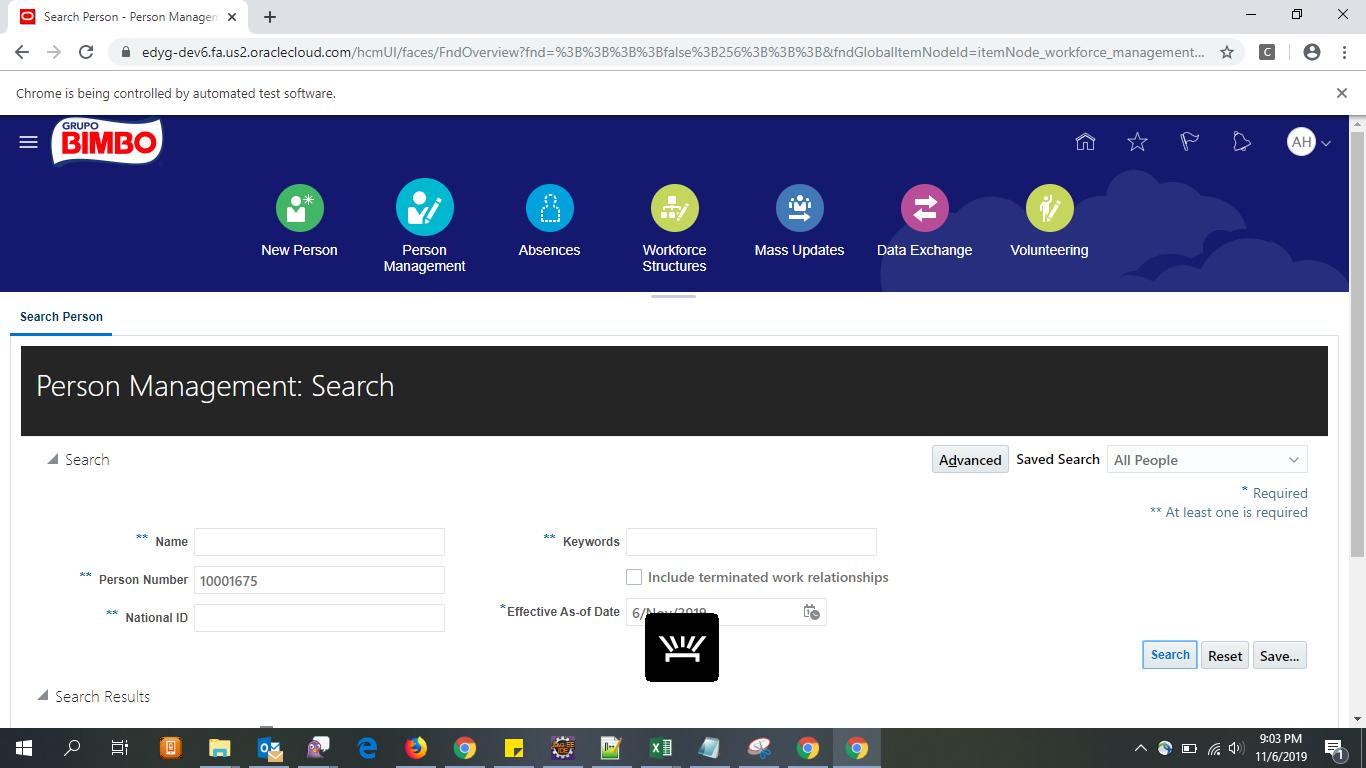 Search Person - Person Managem
edyg-dev6.fa.us2.oraclecloud.com/hcmUI/faces/FndOverview?fnd=%3B%3B%3B%3Bfalse%3B256%3B%3B%3B&fndGlobalItemNodeId=itemNode_workforce_management...
C
Chrome is being controlled by automated test software.
GRUPO
BIMBO
AH
New Person
Person Management
Absences
Workforce Structures
Mass Updates
Data Exchange
Volunteering
Search Person
Person Management: Search
Search
Advanced Saved Search All People
* Required
** At least one is required
** Name
** Keywords
** Person Number 10001675
Include terminated work relationships
** National ID
*Effective As-of Date 6/Nov/2019
Search Reset Save...
Search Results
9:03 PM
11/6/2019
1